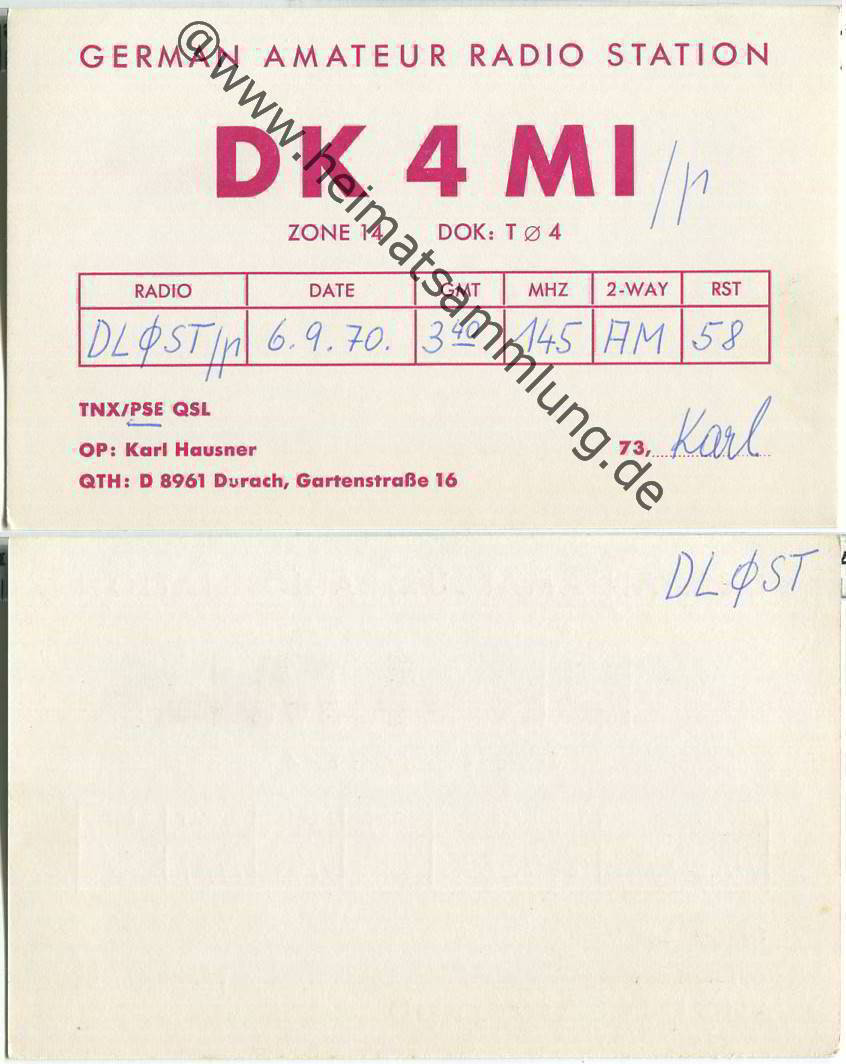 GERMAN AMATEUR RADIO STATION
DK 4 MI /p
ZONE 14 DOK: T ∅ 4
RADIO DATE GMT MHZ 2-WAY RST
DLØST/p 6.9.70. 3 40 145 AM 58
TNX/PSE QSL
OP: Karl Hausner 73, Karl
QTH: D 8961 Durach, Gartenstraße 16
@www.heimatsammlung.de
DLØST